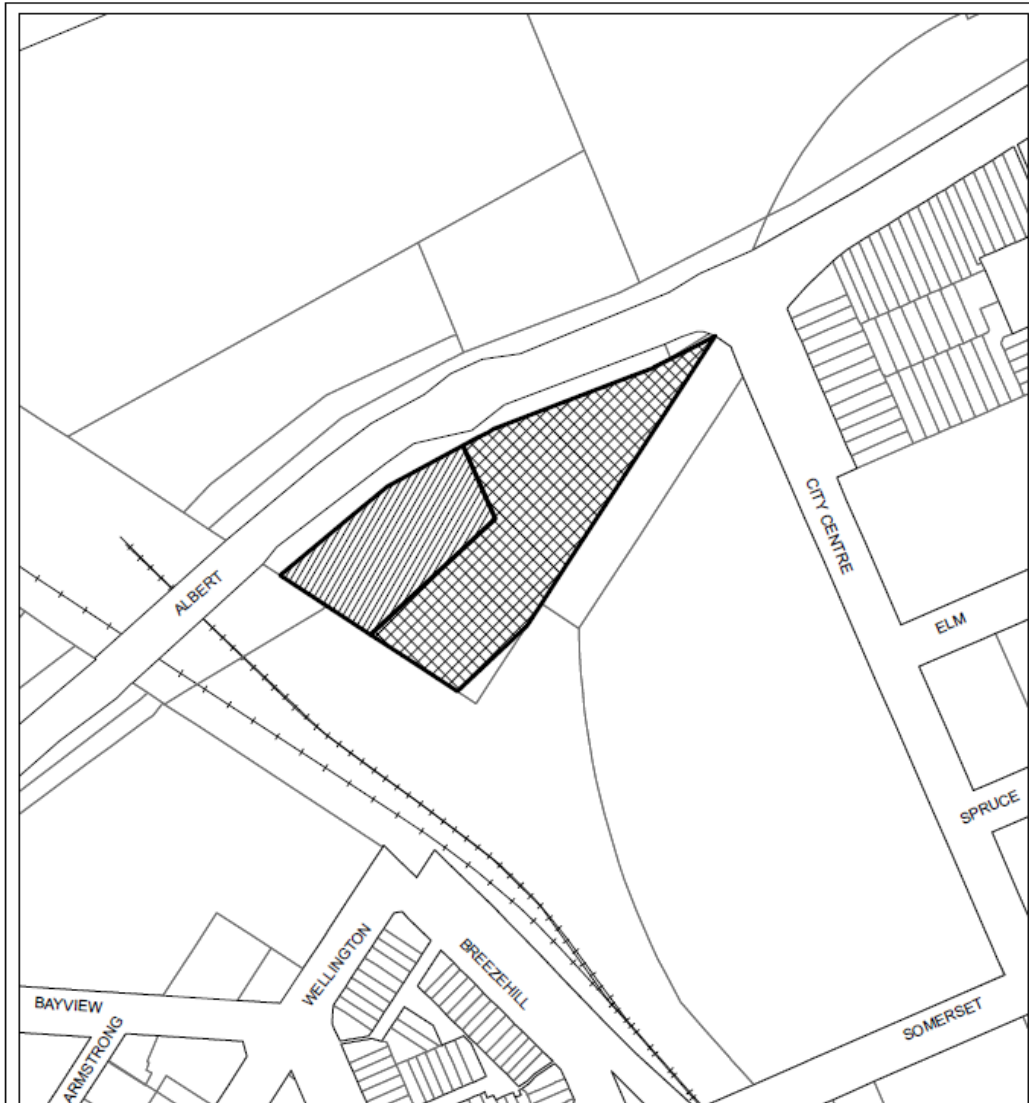 ALBERT
CITY CENTRE
ELM
SPRUCE
WELLINGTON
BREEZEHILL
BAYVIEW
ARMSTRONG
SOMERSET